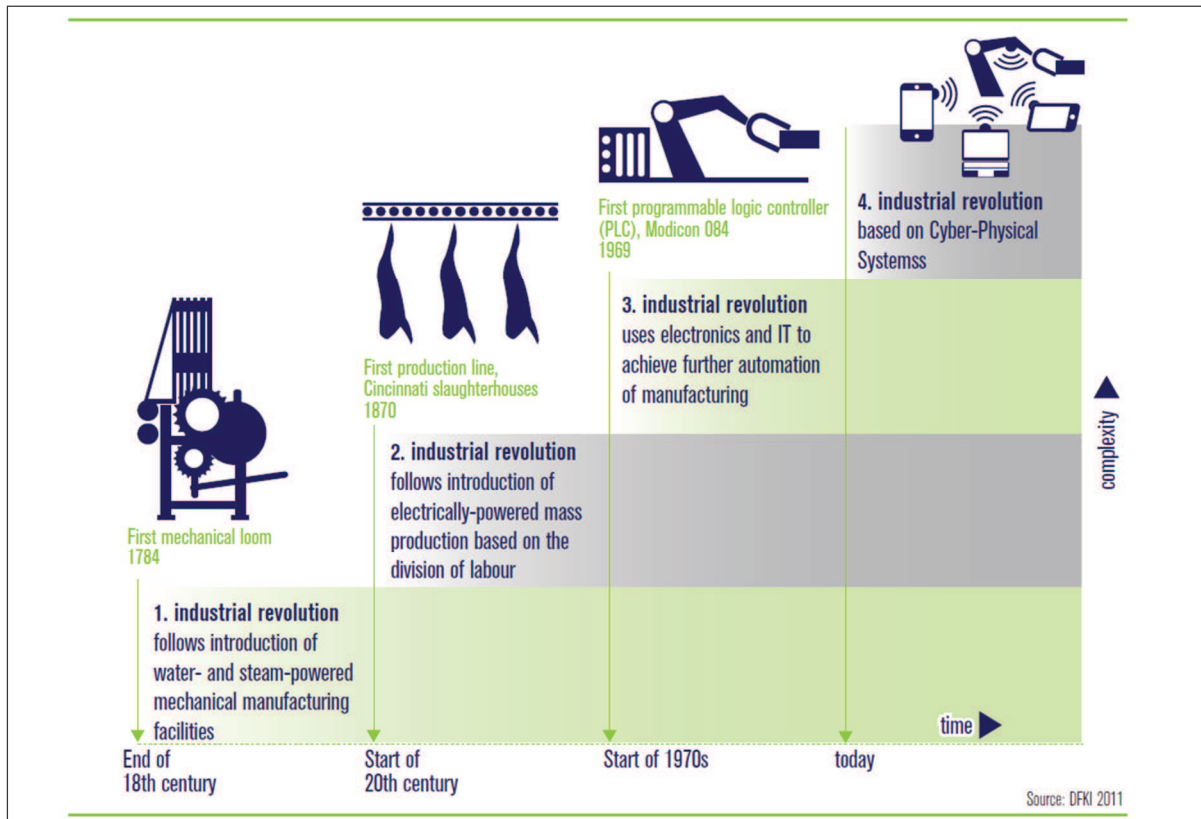 First programmable logic controller
(PLC), Modicon 084
1969
4. industrial revolution
based on Cyber-Physical
Systemss
3. industrial revolution
uses electronics and IT to
achieve further automation
of manufacturing
First production line,
Cincinnati slaughterhouses
1870
2. industrial revolution
follows introduction of
electrically-powered mass
production based on the
division of labour
First mechanical loom
1784
1. industrial revolution
follows introduction of
water- and steam-powered
mechanical manufacturing
facilities
complexity
time
End of
18th century
Start of
20th century
Start of 1970s
today
Source: DFKI 2011